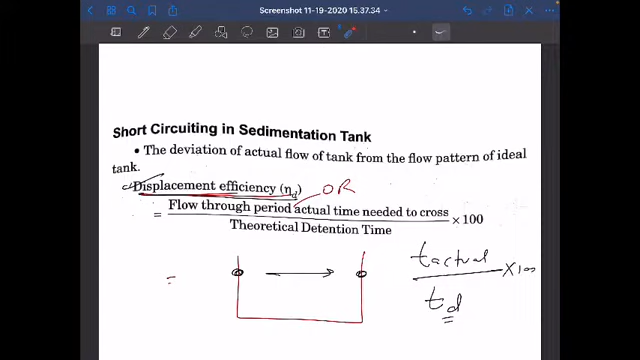 Screenshot 11-19-2020 15.37.34
Short Circuiting in Sedimentation Tank
• The deviation of actual flow of tank from the flow pattern of ideal
tank.
Displacement efficiency (ηd)
OR
= Flow through period actual time needed to cross
× 100
Theoretical Detention Time
=
tactual
× 100
td